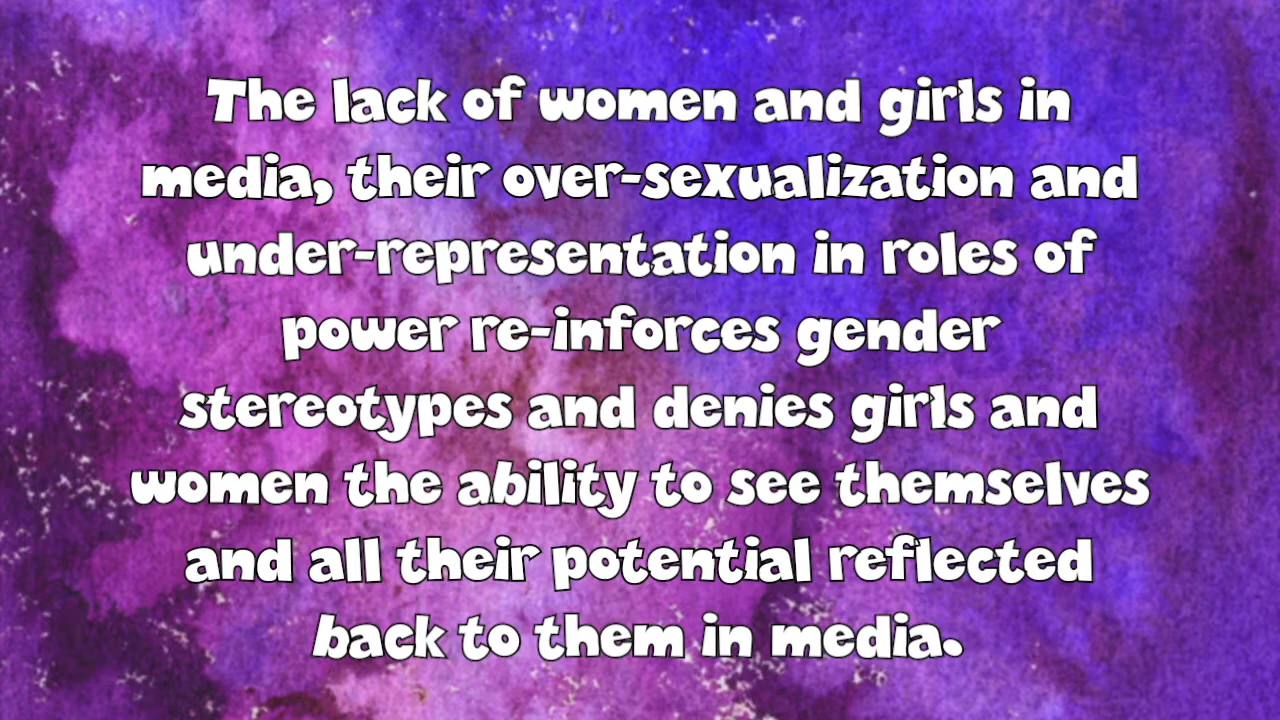 The lack of women and girls in
media, their over-sexualization and
under-representation in roles of
power re-inforces gender
stereotypes and denies girls and
women the ability to see themselves
and all their potential reflected
back to them in media.